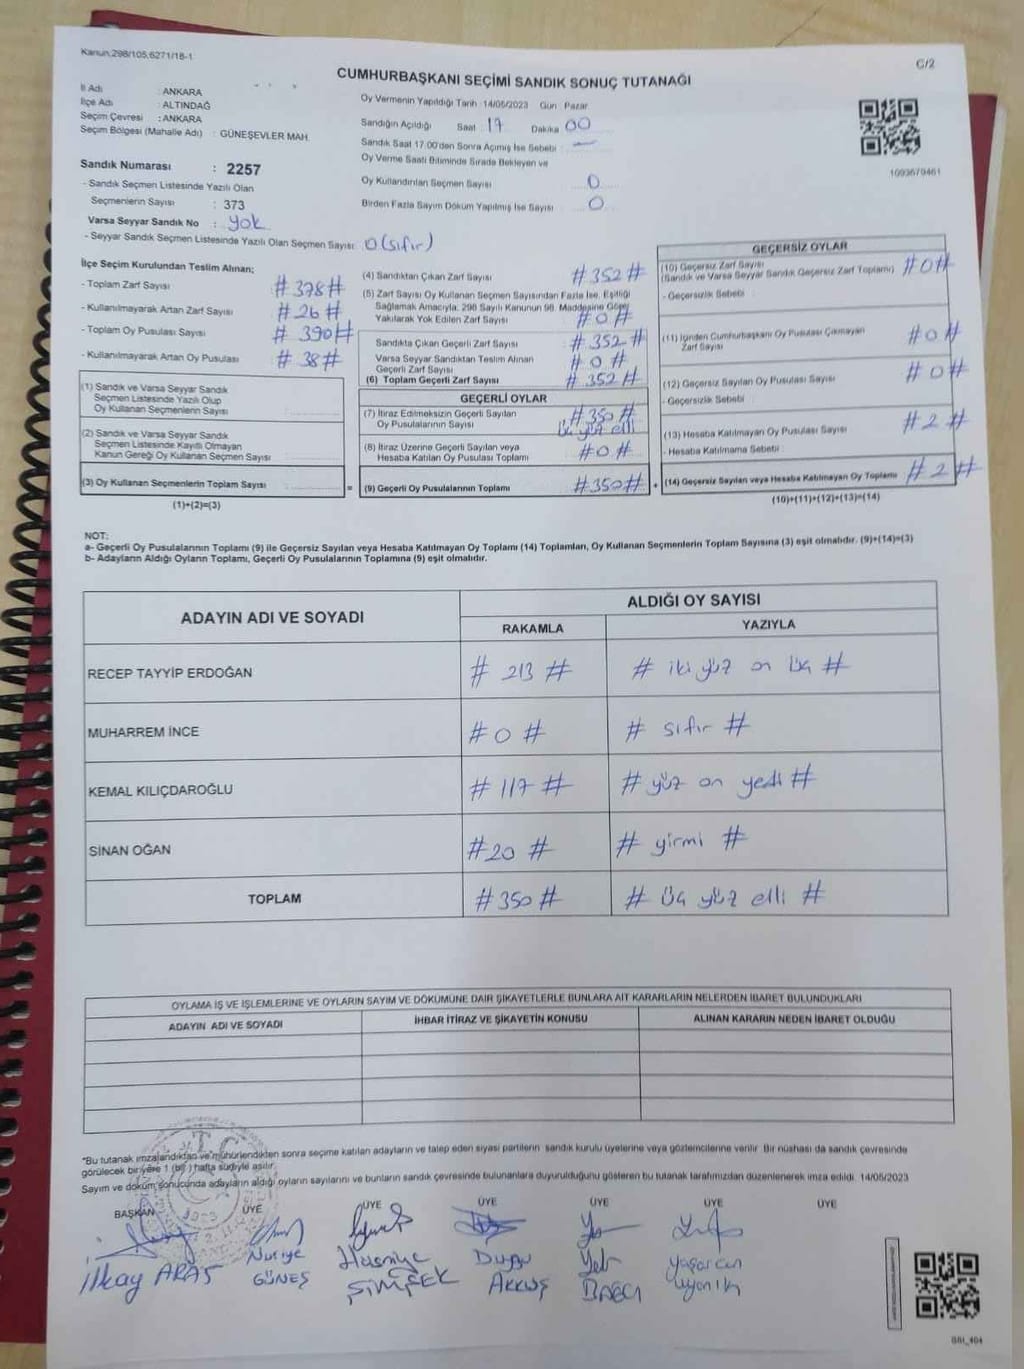 Kanun,298/105,6271/18-1
C/2
CUMHURBAŞKANI SEÇİMİ SANDIK SONUÇ TUTANAĞI
İl Adı : ANKARA
İlçe Adı : ALTINDAĞ
Seçim Çevresi : ANKARA
Seçim Bölgesi (Mahalle Adı) : GÜNEŞEVLER MAH.
Oy Vermenin Yapıldığı Tarih 14/05/2023 Gün Pazar
Sandığın Açıldığı Saat 17 Dakika 00
Sandık Saat 17.00'den Sonra Açılmış İse Sebebi : —
Oy Verme Saati Bitiminde Sırada Bekleyen ve
Oy Kullandırılan Seçmen Sayısı 0
Birden Fazla Sayım Döküm Yapılmış İse Sayısı 0
1093679461
Sandık Numarası : 2257
- Sandık Seçmen Listesinde Yazılı Olan
Seçmenlerin Sayısı : 373
Varsa Seyyar Sandık No : yok
- Seyyar Sandık Seçmen Listesinde Yazılı Olan Seçmen Sayısı: 0 (sıfır)
İlçe Seçim Kurulundan Teslim Alınan;
- Toplam Zarf Sayısı #378#
- Kullanılmayarak Artan Zarf Sayısı #26#
- Toplam Oy Pusulası Sayısı #390#
- Kullanılmayarak Artan Oy Pusulası #38#
(1) Sandık ve Varsa Seyyar Sandık
Seçmen Listesinde Yazılı Olup
Oy Kullanan Seçmenlerin Sayısı :
(2) Sandık ve Varsa Seyyar Sandık
Seçmen Listesinde Kayıtlı Olmayan
Kanun Gereği Oy Kullanan Seçmen Sayısı :
(3) Oy Kullanan Seçmenlerin Toplam Sayısı =
(1)+(2)=(3)
(4) Sandıktan Çıkan Zarf Sayısı #352#
(5) Zarf Sayısı Oy Kullanan Seçmen Sayısından Fazla İse, Eşitliği
Sağlamak Amacıyla; 298 Sayılı Kanunun 98. Maddesine Göre
Yakılarak Yok Edilen Zarf Sayısı #0#
Sandıkta Çıkan Geçerli Zarf Sayısı #352#
Varsa Seyyar Sandıktan Teslim Alınan
Geçerli Zarf Sayısı #0#
(6) Toplam Geçerli Zarf Sayısı #352#
GEÇERLİ OYLAR
(7) İtiraz Edilmeksizin Geçerli Sayılan
Oy Pusulalarının Sayısı #350#
üç yüz elli
(8) İtiraz Üzerine Geçerli Sayılan veya
Hesaba Katılan Oy Pusulası Toplamı #0#
(9) Geçerli Oy Pusulalarının Toplamı #350# +
GEÇERSİZ OYLAR
(10) Geçersiz Zarf Sayısı
(Sandık ve Varsa Seyyar Sandık Geçersiz Zarf Toplamı) #0#
- Geçersizlik Sebebi :
(11) İçinden Cumhurbaşkanı Oy Pusulası Çıkmayan
Zarf Sayısı #0#
(12) Geçersiz Sayılan Oy Pusulası Sayısı #0#
- Geçersizlik Sebebi
(13) Hesaba Katılmayan Oy Pusulası Sayısı #2#
- Hesaba Katılmama Sebebi :
(14) Geçersiz Sayılan veya Hesaba Katılmayan Oy Toplamı #2#
(10)+(11)+(12)+(13)=(14)
NOT:
a- Geçerli Oy Pusulalarının Toplamı (9) ile Geçersiz Sayılan veya Hesaba Katılmayan Oy Toplamı (14) Toplamları, Oy Kullanan Seçmenlerin Toplam Sayısına (3) eşit olmalıdır. (9)+(14)=(3)
b- Adayların Aldığı Oyların Toplamı, Geçerli Oy Pusulalarının Toplamına (9) eşit olmalıdır.
ADAYIN ADI VE SOYADI ALDIĞI OY SAYISI
RAKAMLA YAZIYLA
RECEP TAYYİP ERDOĞAN # 213 # # iki yüz on üç #
MUHARREM İNCE #0# # sıfır #
KEMAL KILIÇDAROĞLU # 117 # # yüz on yedi #
SİNAN OĞAN #20 # # yirmi #
TOPLAM #350# # üç yüz elli #
OYLAMA İŞ VE İŞLEMLERİNE VE OYLARIN SAYIM VE DÖKÜMÜNE DAİR ŞİKAYETLERLE BUNLARA AİT KARARLARIN NELERDEN İBARET BULUNDUKLARI
ADAYIN ADI VE SOYADI İHBAR İTİRAZ VE ŞİKAYETİN KONUSU ALINAN KARARIN NEDEN İBARET OLDUĞU
T.C.
*Bu tutanak imzalandıktan ve mühürlendikten sonra seçime katılan adayların ve talep eden siyasi partilerin sandık kurulu üyelerine veya gözlemcilerine verilir. Bir nüshası da sandık çevresinde
görülecek bir yere 1 (bir) hafta süreyle asılır.
Sayım ve döküm sonucunda adayların aldığı oyların sayılarını ve bunların sandık çevresinde bulunanlara duyurulduğunu gösteren bu tutanak tarafımızdan düzenlenerek imza edildi. 14/05/2023
BAŞKAN ÜYE ÜYE ÜYE ÜYE ÜYE ÜYE
İlkay ARAS
Nuriye GÜNEŞ
Hasniye ŞİMŞEK
Duygu AKKUŞ
BAĞCI
Yaşarcan Uyanık